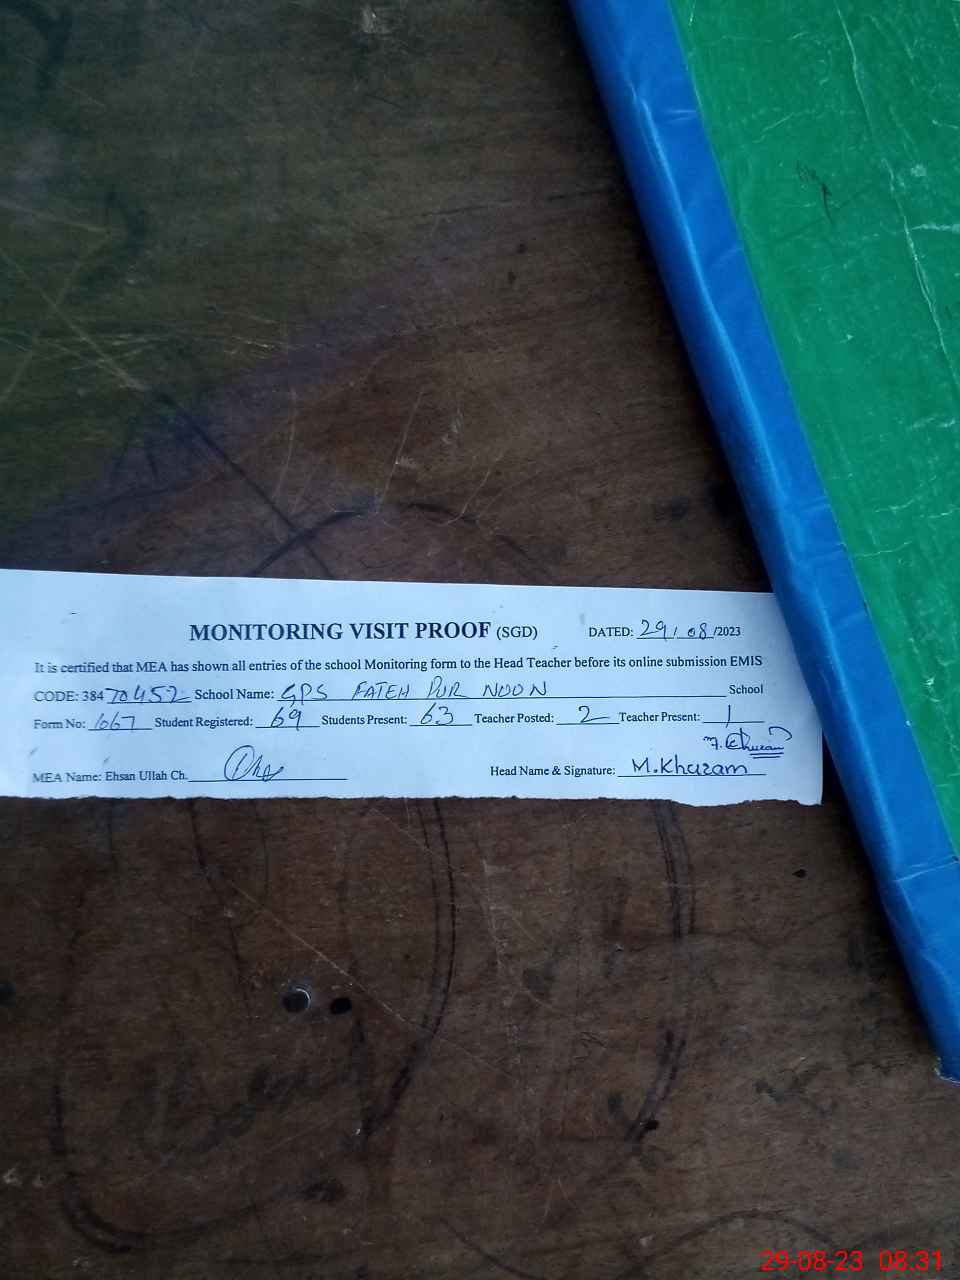 MONITORING VISIT PROOF (SGD) DATED: 29/08/2023
It is certified that MEA has shown all entries of the school Monitoring form to the Head Teacher before its online submission EMIS
CODE: 38470452 School Name: GPS FATEH PUR NOON School
Form No: 1667 Student Registered: 69 Students Present: 63 Teacher Posted: 2 Teacher Present: 1
MEA Name: Ehsan Ullah Ch. Head Name & Signature: M.Khuzam
29-08-23 08:31